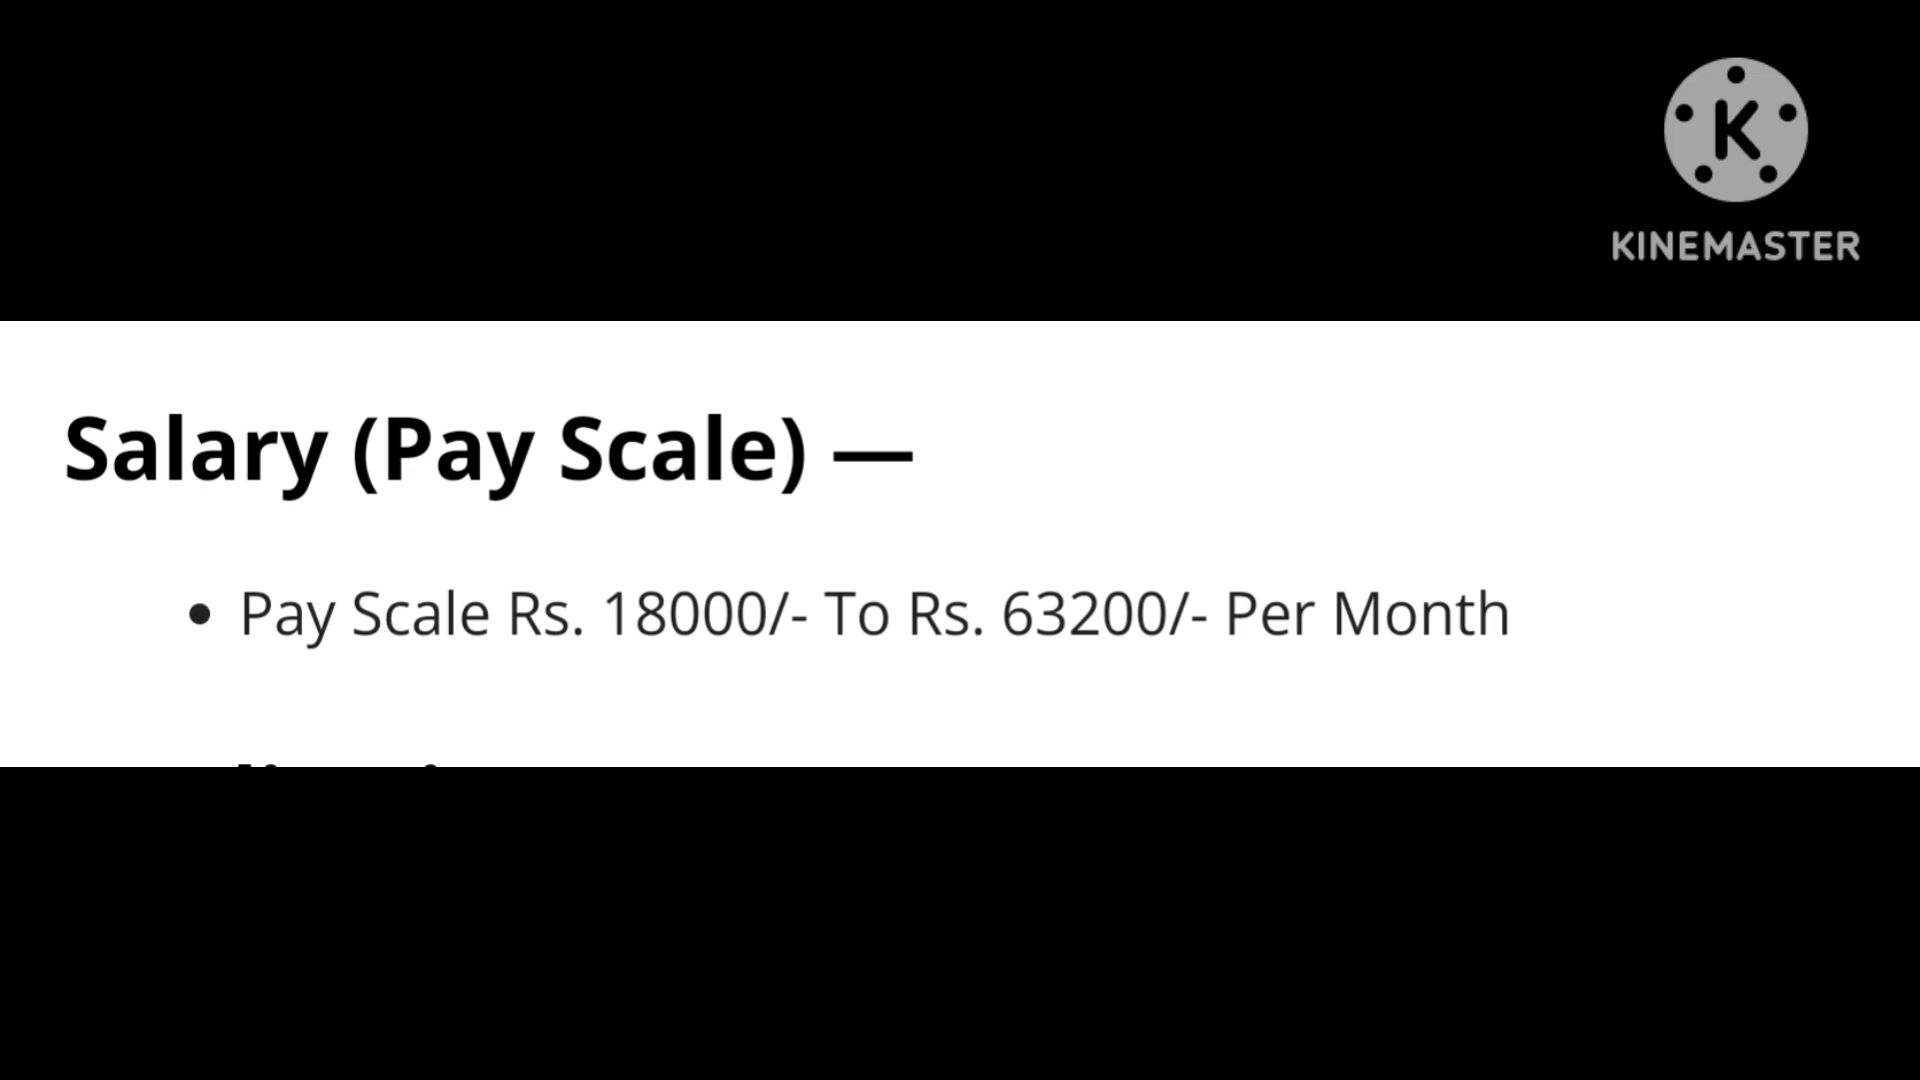 KINEMASTER
Salary (Pay Scale) —
• Pay Scale Rs. 18000/- To Rs. 63200/- Per Month